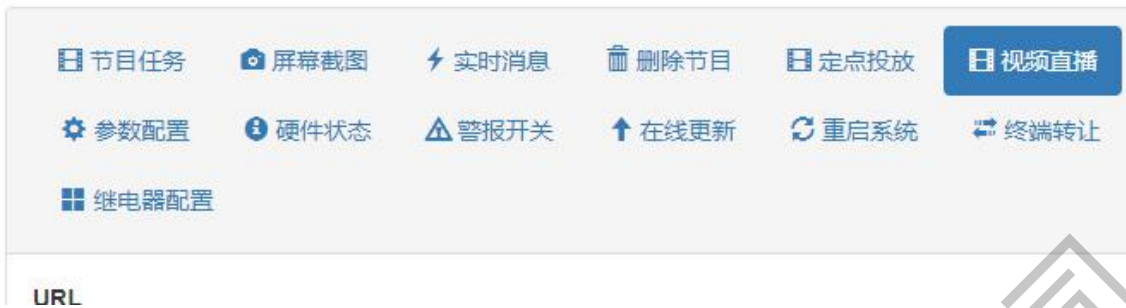 节目任务 屏幕截图 实时消息 删除节目 定点投放 视频直播
参数配置 硬件状态 警报开关 在线更新 重启系统 终端转让
继电器配置
URL